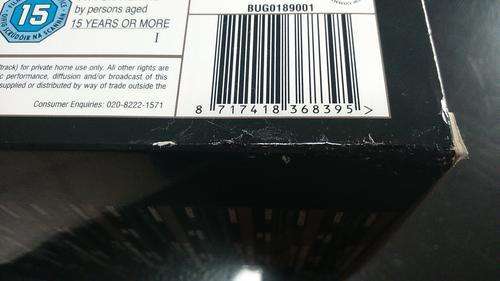 15
by persons aged
15 YEARS OR MORE
I
BUG0189001
track) for private home use only. All other rights are
ic performance, diffusion and/or broadcast of this
supplied or distributed by way of trade outside the
Consumer Enquiries: 020-8222-1571
8 717418 368395 >